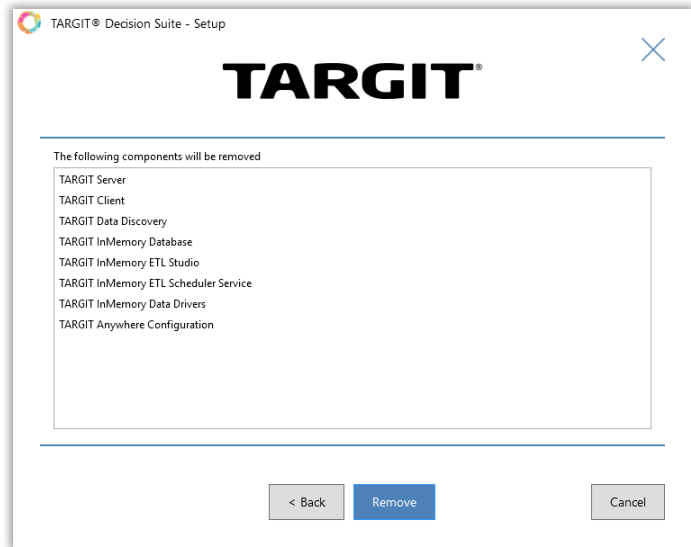 TARGIT® Decision Suite - Setup
TARGIT®
The following components will be removed
TARGIT Server
TARGIT Client
TARGIT Data Discovery
TARGIT InMemory Database
TARGIT InMemory ETL Studio
TARGIT InMemory ETL Scheduler Service
TARGIT InMemory Data Drivers
TARGIT Anywhere Configuration
< Back
Remove
Cancel